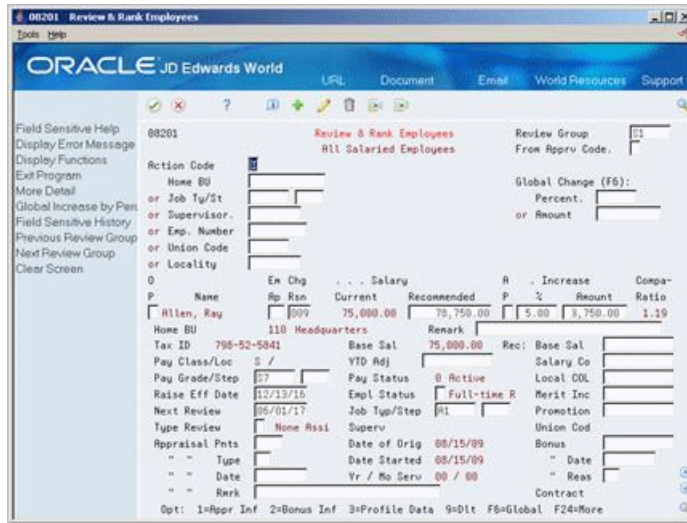 08201 Review & Rank Employees
Tools Help
ORACLE JD Edwards World
URL Document Email World Resources Support
Field Sensitive Help
Display Error Message
Display Functions
Exit Program
More Detail
Global Increase by Perc
Field Sensitive History
Previous Review Group
Next Review Group
Clear Screen
08201 Review & Rank Employees Review Group S1
All Salaried Employees From Apprv Code.
Action Code I
Home BU Global Change (F6):
or Job Ty/St Percent.
or Supervisor. or Amount
or Emp. Number
or Union Code
or Locality
O Em Chg . . . Salary A . Increase Compa-
P Name Ap Rsn Current Recommended P % Amount Ratio
Allen, Ray 009 75,000.00 78,750.00 5.00 3,750.00 1.19
Home BU 110 Headquarters Remark
Tax ID 798-52-5841 Base Sal 75,000.00 Rec: Base Sal
Pay Class/Loc S / YTD Adj Salary Co
Pay Grade/Step S7 Pay Status 0 Active Local COL
Raise Eff Date 12/13/16 Empl Status Full-time R Merit Inc
Next Review 06/01/17 Job Typ/Step A1 Promotion
Type Review None Assi Superv Union Cod
Appraisal Pnts Date of Orig 08/15/09 Bonus
" " Type Date Started 08/15/09 " Date
" " Date Yr / Mo Serv 00 / 00 " Reas
" " Rmrk Contract
Opt: 1=Appr Inf 2=Bonus Inf 3=Profile Data 9=Dlt F6=Global F24=More